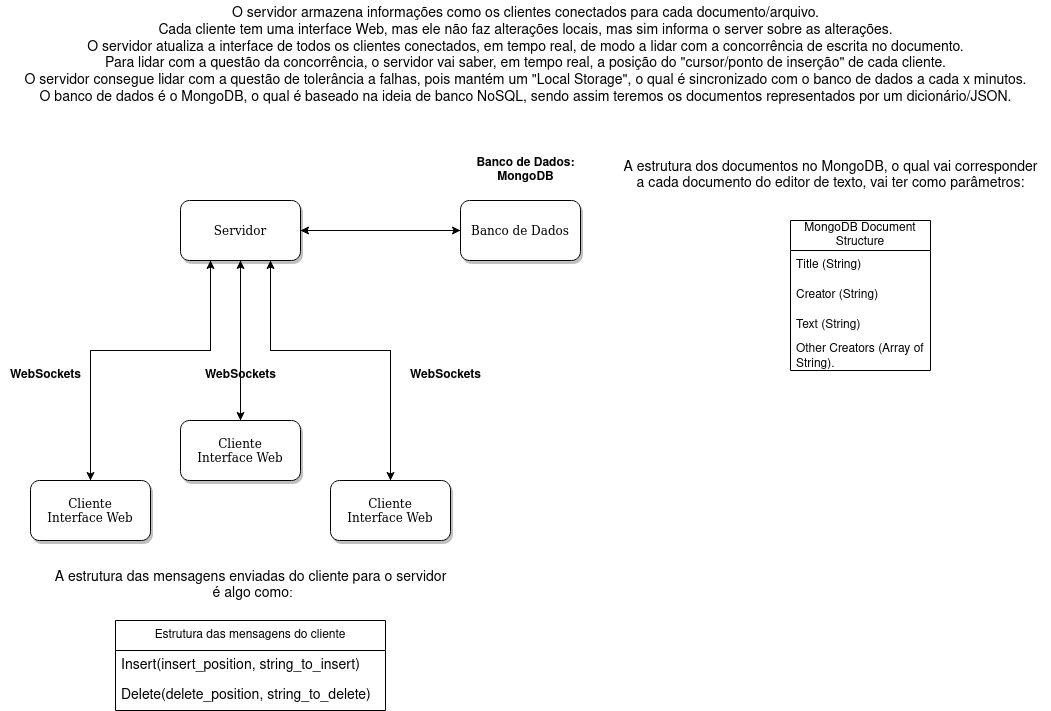 O servidor armazena informações como os clientes conectados para cada documento/arquivo.
Cada cliente tem uma interface Web, mas ele não faz alterações locais, mas sim informa o server sobre as alterações.
O servidor atualiza a interface de todos os clientes conectados, em tempo real, de modo a lidar com a concorrência de escrita no documento.
Para lidar com a questão da concorrência, o servidor vai saber, em tempo real, a posição do "cursor/ponto de inserção" de cada cliente.
O servidor consegue lidar com a questão de tolerância a falhas, pois mantém um "Local Storage", o qual é sincronizado com o banco de dados a cada x minutos.
O banco de dados é o MongoDB, o qual é baseado na ideia de banco NoSQL, sendo assim teremos os documentos representados por um dicionário/JSON.
Banco de Dados:
MongoDB
Servidor
Banco de Dados
A estrutura dos documentos no MongoDB, o qual vai corresponder
a cada documento do editor de texto, vai ter como parâmetros:
MongoDB Document
Structure
Title (String)
Creator (String)
Text (String)
Other Creators (Array of
String).
WebSockets
WebSockets
WebSockets
Cliente
Interface Web
Cliente
Interface Web
Cliente
Interface Web
A estrutura das mensagens enviadas do cliente para o servidor
é algo como:
Estrutura das mensagens do cliente
Insert(insert_position, string_to_insert)
Delete(delete_position, string_to_delete)